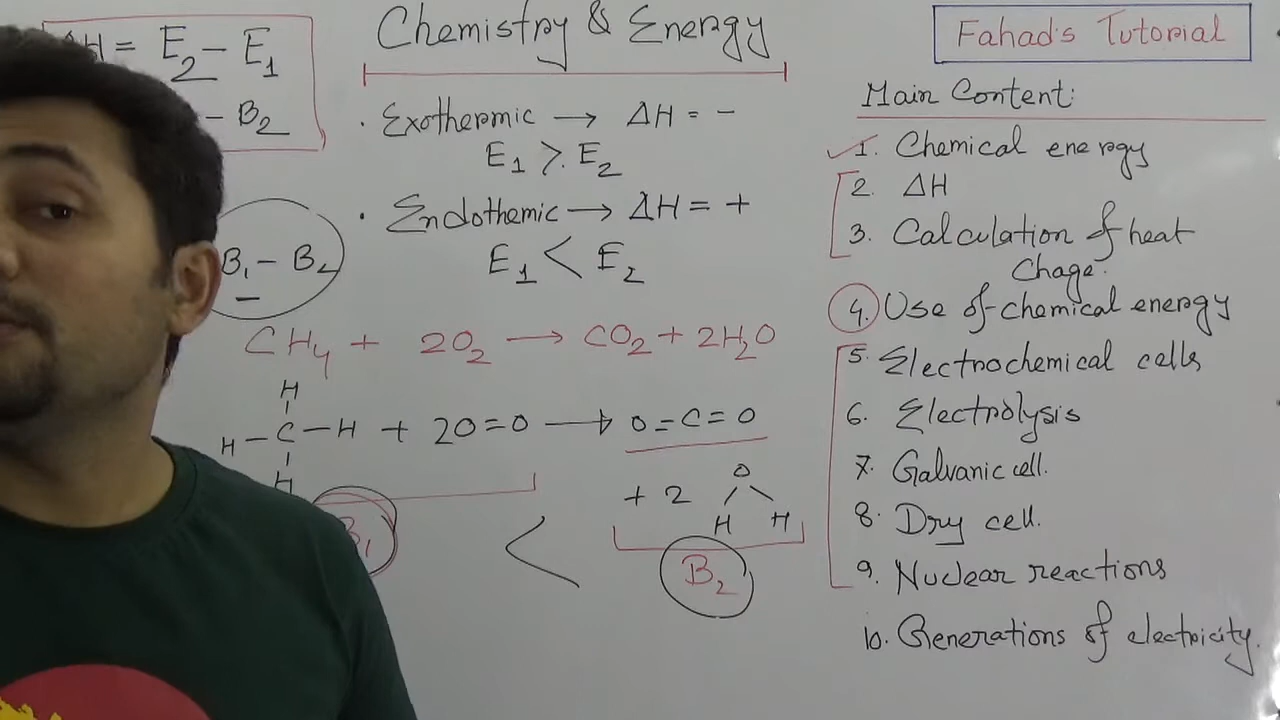 Chemistry & Energy
Fahad's Tutorial
H = E2 - E1
- B2
· Exothermic → ΔH = -
E1 > E2
· Endothemic → ΔH = +
E1 < E2
B1 - B2
CH4 + 2O2 → CO2 + 2H2O
H
H - C - H + 2O=O → O=C=O
H
+ 2 O
H H
B1 < B2
Main Content:
✓1. Chemical energy
2. ΔH
3. Calculation of heat
Chage.
4. Use of chemical energy
5. Electrochemical cells
6. Electrolysis
7. Galvanic cell.
8. Dry cell.
9. Nuclear reactions
10. Generations of electricity.